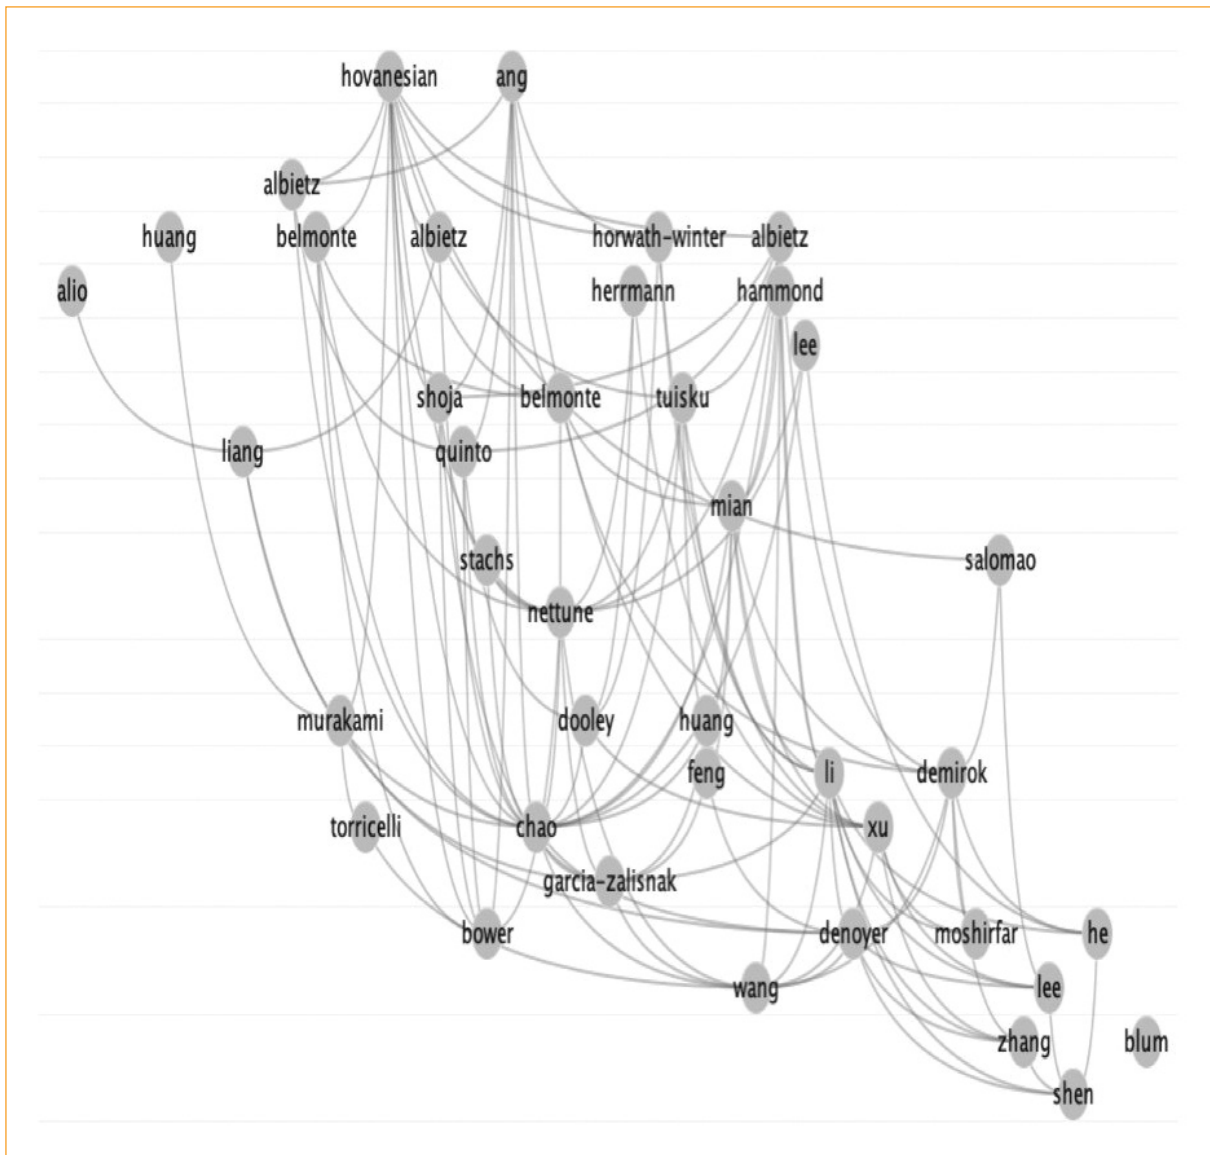 hovanesian ang
albietz
huang belmonte albietz horwath-winter albietz
alio herrmann hammond
lee
shoja belmonte tuisku
liang quinto
mian
stachs salomao
nettune
murakami dooley huang
feng li demirok
torricelli chao xu
garcia-zalisnak
bower denoyer moshirfar he
wang lee
zhang blum
shen